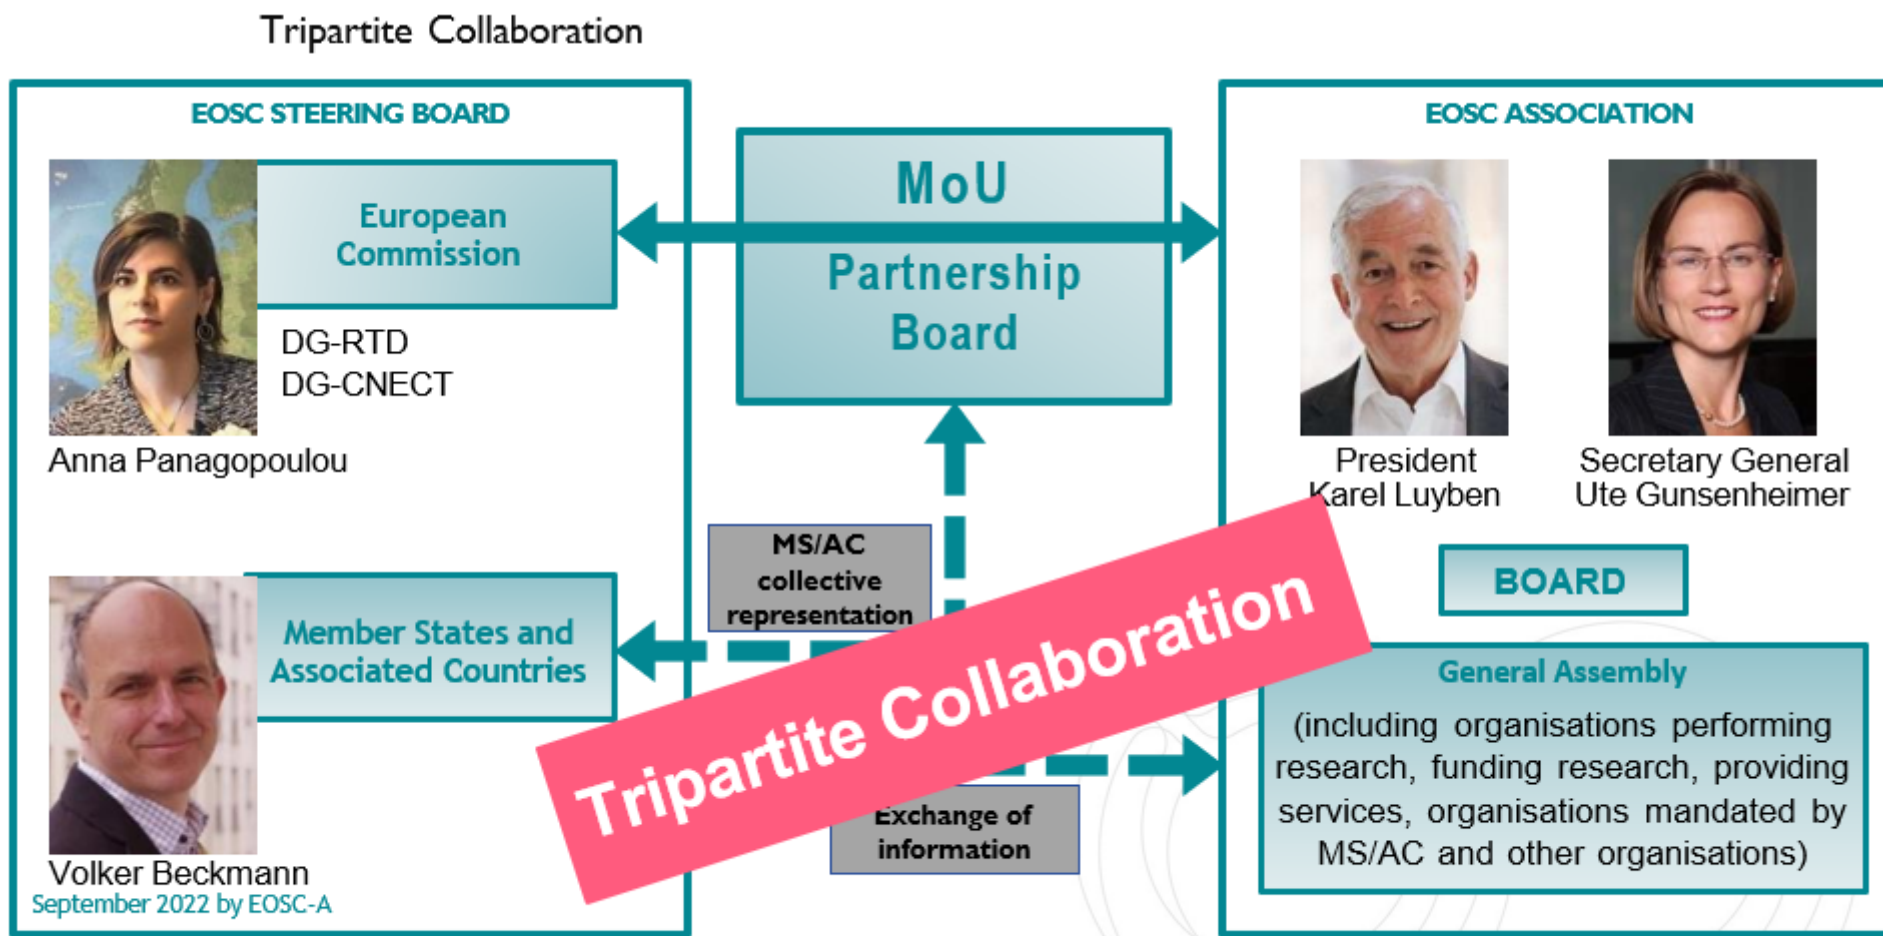 Tripartite Collaboration
EOSC STEERING BOARD
European
Commission
DG-RTD
DG-CNECT
Anna Panagopoulou
Member States and
Associated Countries
Volker Beckmann
September 2022 by EOSC-A
MoU
Partnership
Board
MS/AC
collective
representation
Tripartite Collaboration
Exchange of
information
EOSC ASSOCIATION
President
Karel Luyben
Secretary General
Ute Gunsenheimer
BOARD
General Assembly
(including organisations performing
research, funding research, providing
services, organisations mandated by
MS/AC and other organisations)